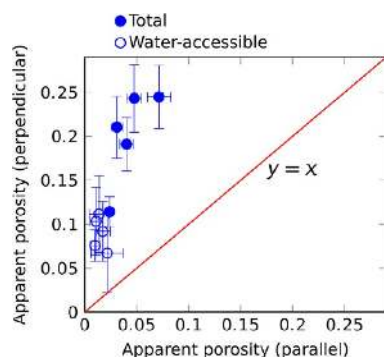 Total
Water-accessible
Apparent porosity (perpendicular)
0.25
0.2
0.15
0.1
0.05
0
y = x
0 0.05 0.1 0.15 0.2 0.25
Apparent porosity (parallel)